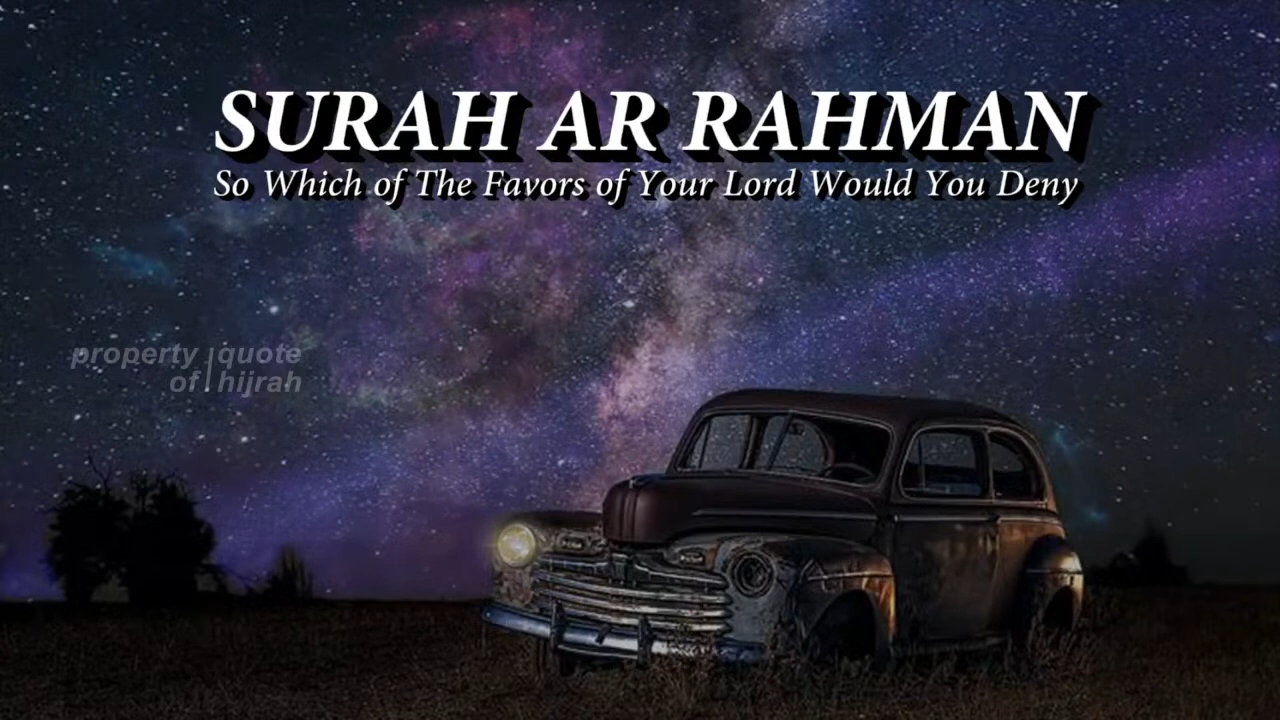 SURAH AR RAHMAN
So Which of The Favors of Your Lord Would You Deny
property | quote
of | hijrah